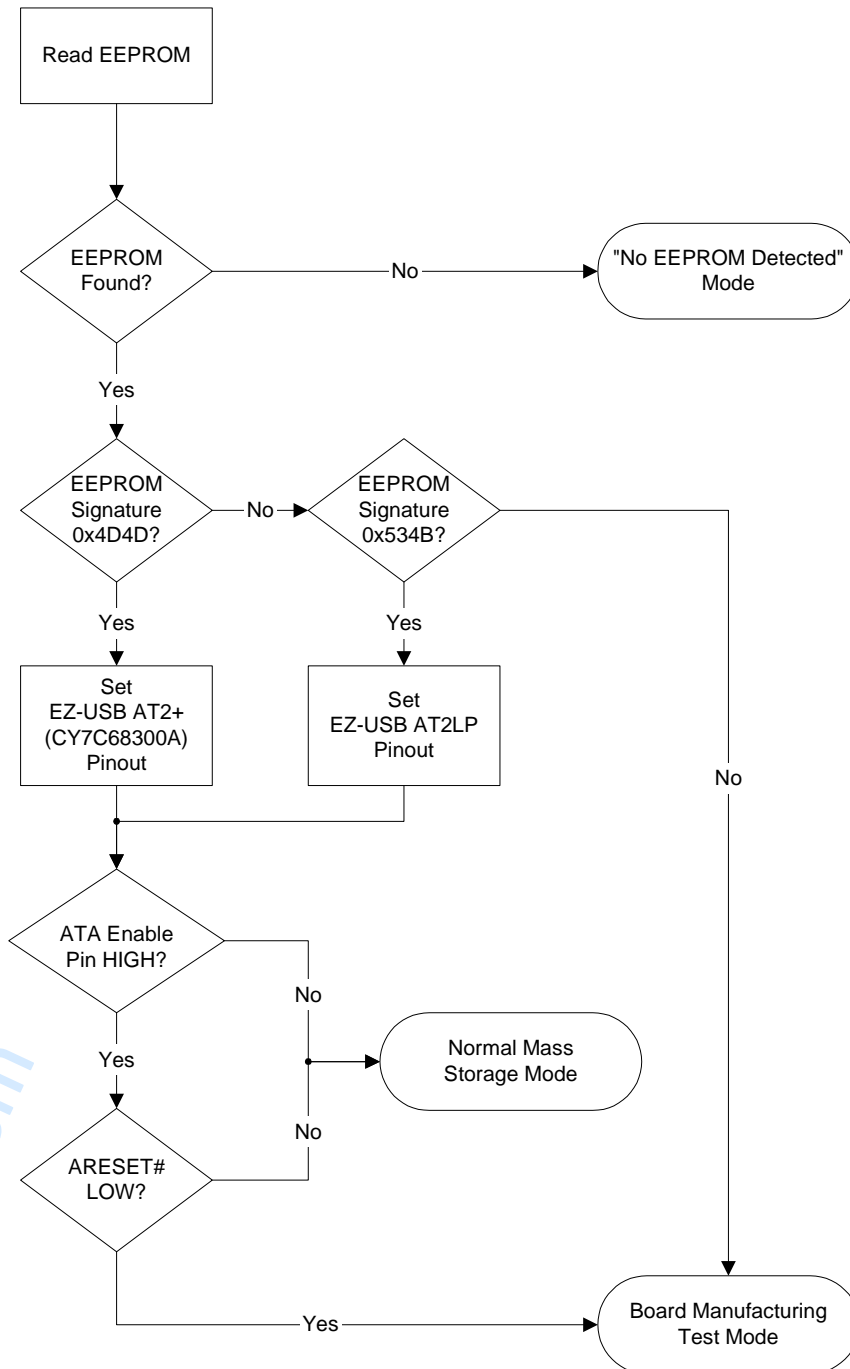 Read EEPROM
EEPROM
Found?
No
"No EEPROM Detected"
Mode
Yes
EEPROM
Signature
0x4D4D?
No
EEPROM
Signature
0x534B?
Yes
Yes
Set
EZ-USB AT2+
(CY7C68300A)
Pinout
Set
EZ-USB AT2LP
Pinout
No
ATA Enable
Pin HIGH?
No
Yes
Normal Mass
Storage Mode
No
ARESET#
LOW?
Yes
Board Manufacturing
Test Mode